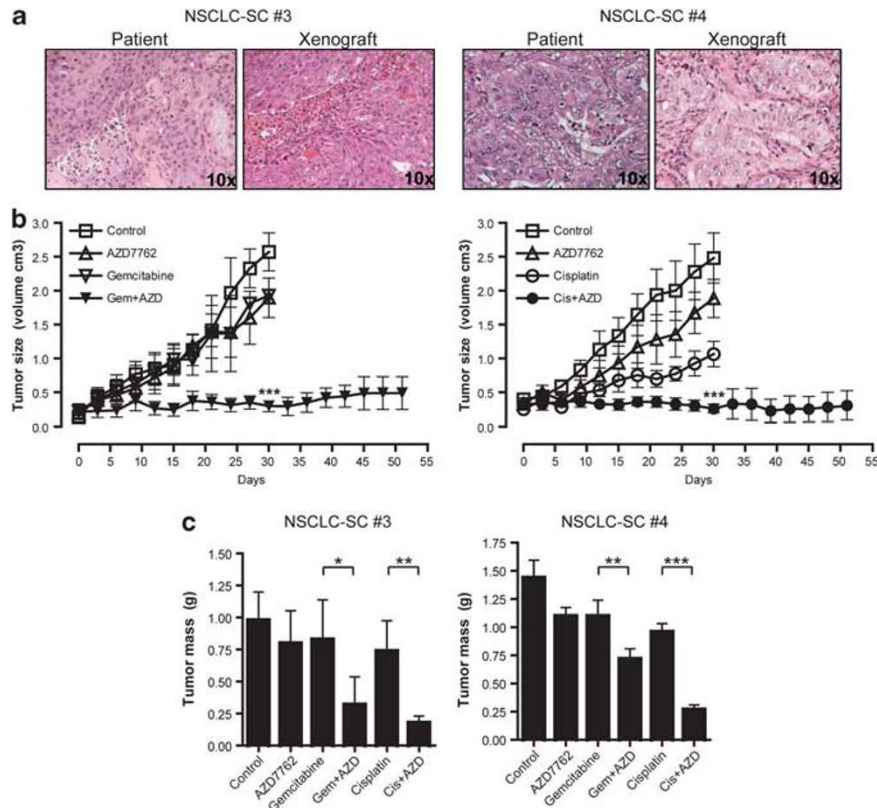 a
NSCLC-SC #3
NSCLC-SC #4
Patient
Xenograft
Patient
Xenograft
10x
10x
10x
10x
b
Tumor size (volume cm3)
3.0
2.5
2.0
1.5
1.0
0.5
0.0
Control
AZD7762
Gemcitabine
Gem+AZD
***
0 5 10 15 20 25 30 35 40 45 50 55
Days
Tumor size (volume cm3)
3.0
2.5
2.0
1.5
1.0
0.5
0.0
Control
AZD7762
Cisplatin
Cis+AZD
***
0 5 10 15 20 25 30 35 40 45 50 55
Days
c
NSCLC-SC #3
Tumor mass (g)
1.50
1.25
1.00
0.75
0.50
0.25
0.00
*
**
Control
AZD7762
Gemcitabine
Gem+AZD
Cisplatin
Cis+AZD
NSCLC-SC #4
Tumor mass (g)
1.75
1.50
1.25
1.00
0.75
0.50
0.25
0.00
**
***
Control
AZD7762
Gemcitabine
Gem+AZD
Cisplatin
Cis+AZD